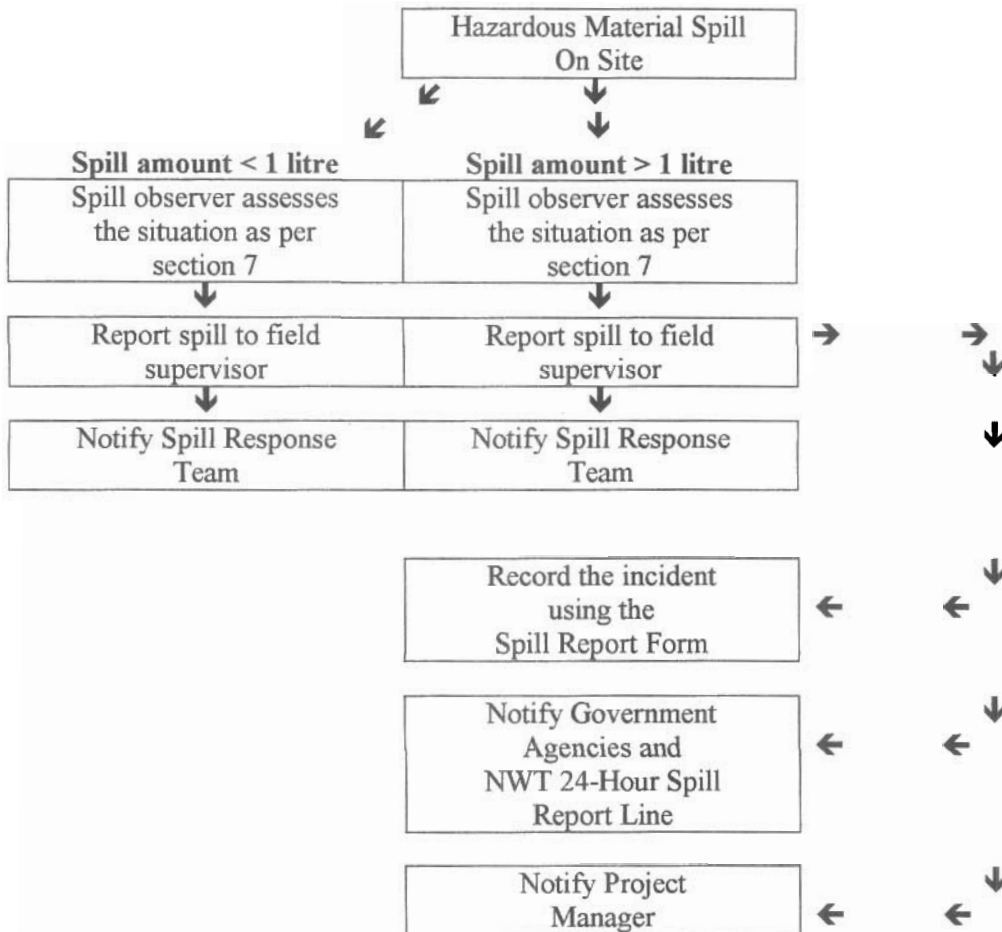 Hazardous Material Spill
On Site
Spill amount < 1 litre
Spill amount > 1 litre
Spill observer assesses
the situation as per
section 7
Spill observer assesses
the situation as per
section 7
Report spill to field
supervisor
Report spill to field
supervisor
Notify Spill Response
Team
Notify Spill Response
Team
Record the incident
using the
Spill Report Form
Notify Government
Agencies and
NWT 24-Hour Spill
Report Line
Notify Project
Manager